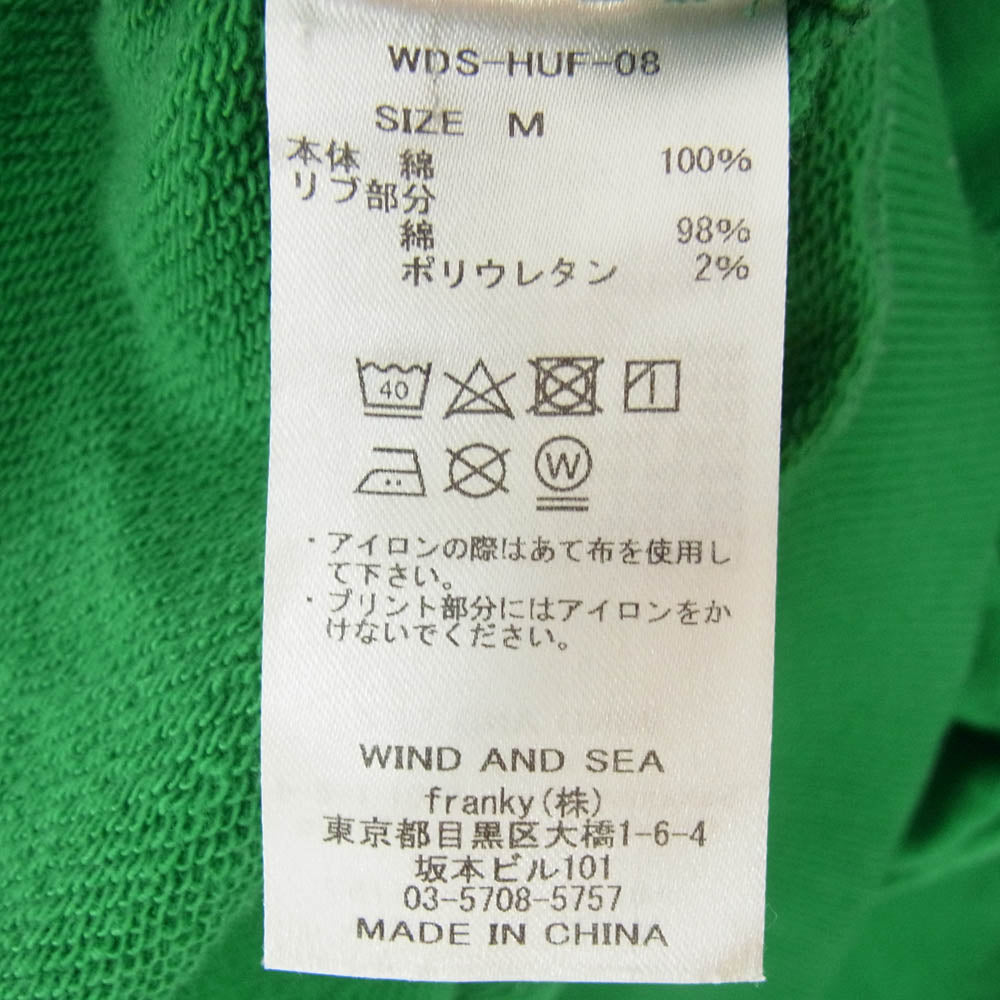 WDS-HUF-08
SIZE M
本体 綿 100%
リブ部分
綿 98%
ポリウレタン 2%
40
W
・アイロンの際はあて布を使用し
て下さい。
・プリント部分にはアイロンをか
けないでください。
WIND AND SEA
franky(株)
東京都目黒区大橋1-6-4
坂本ビル101
03-5708-5757
MADE IN CHINA